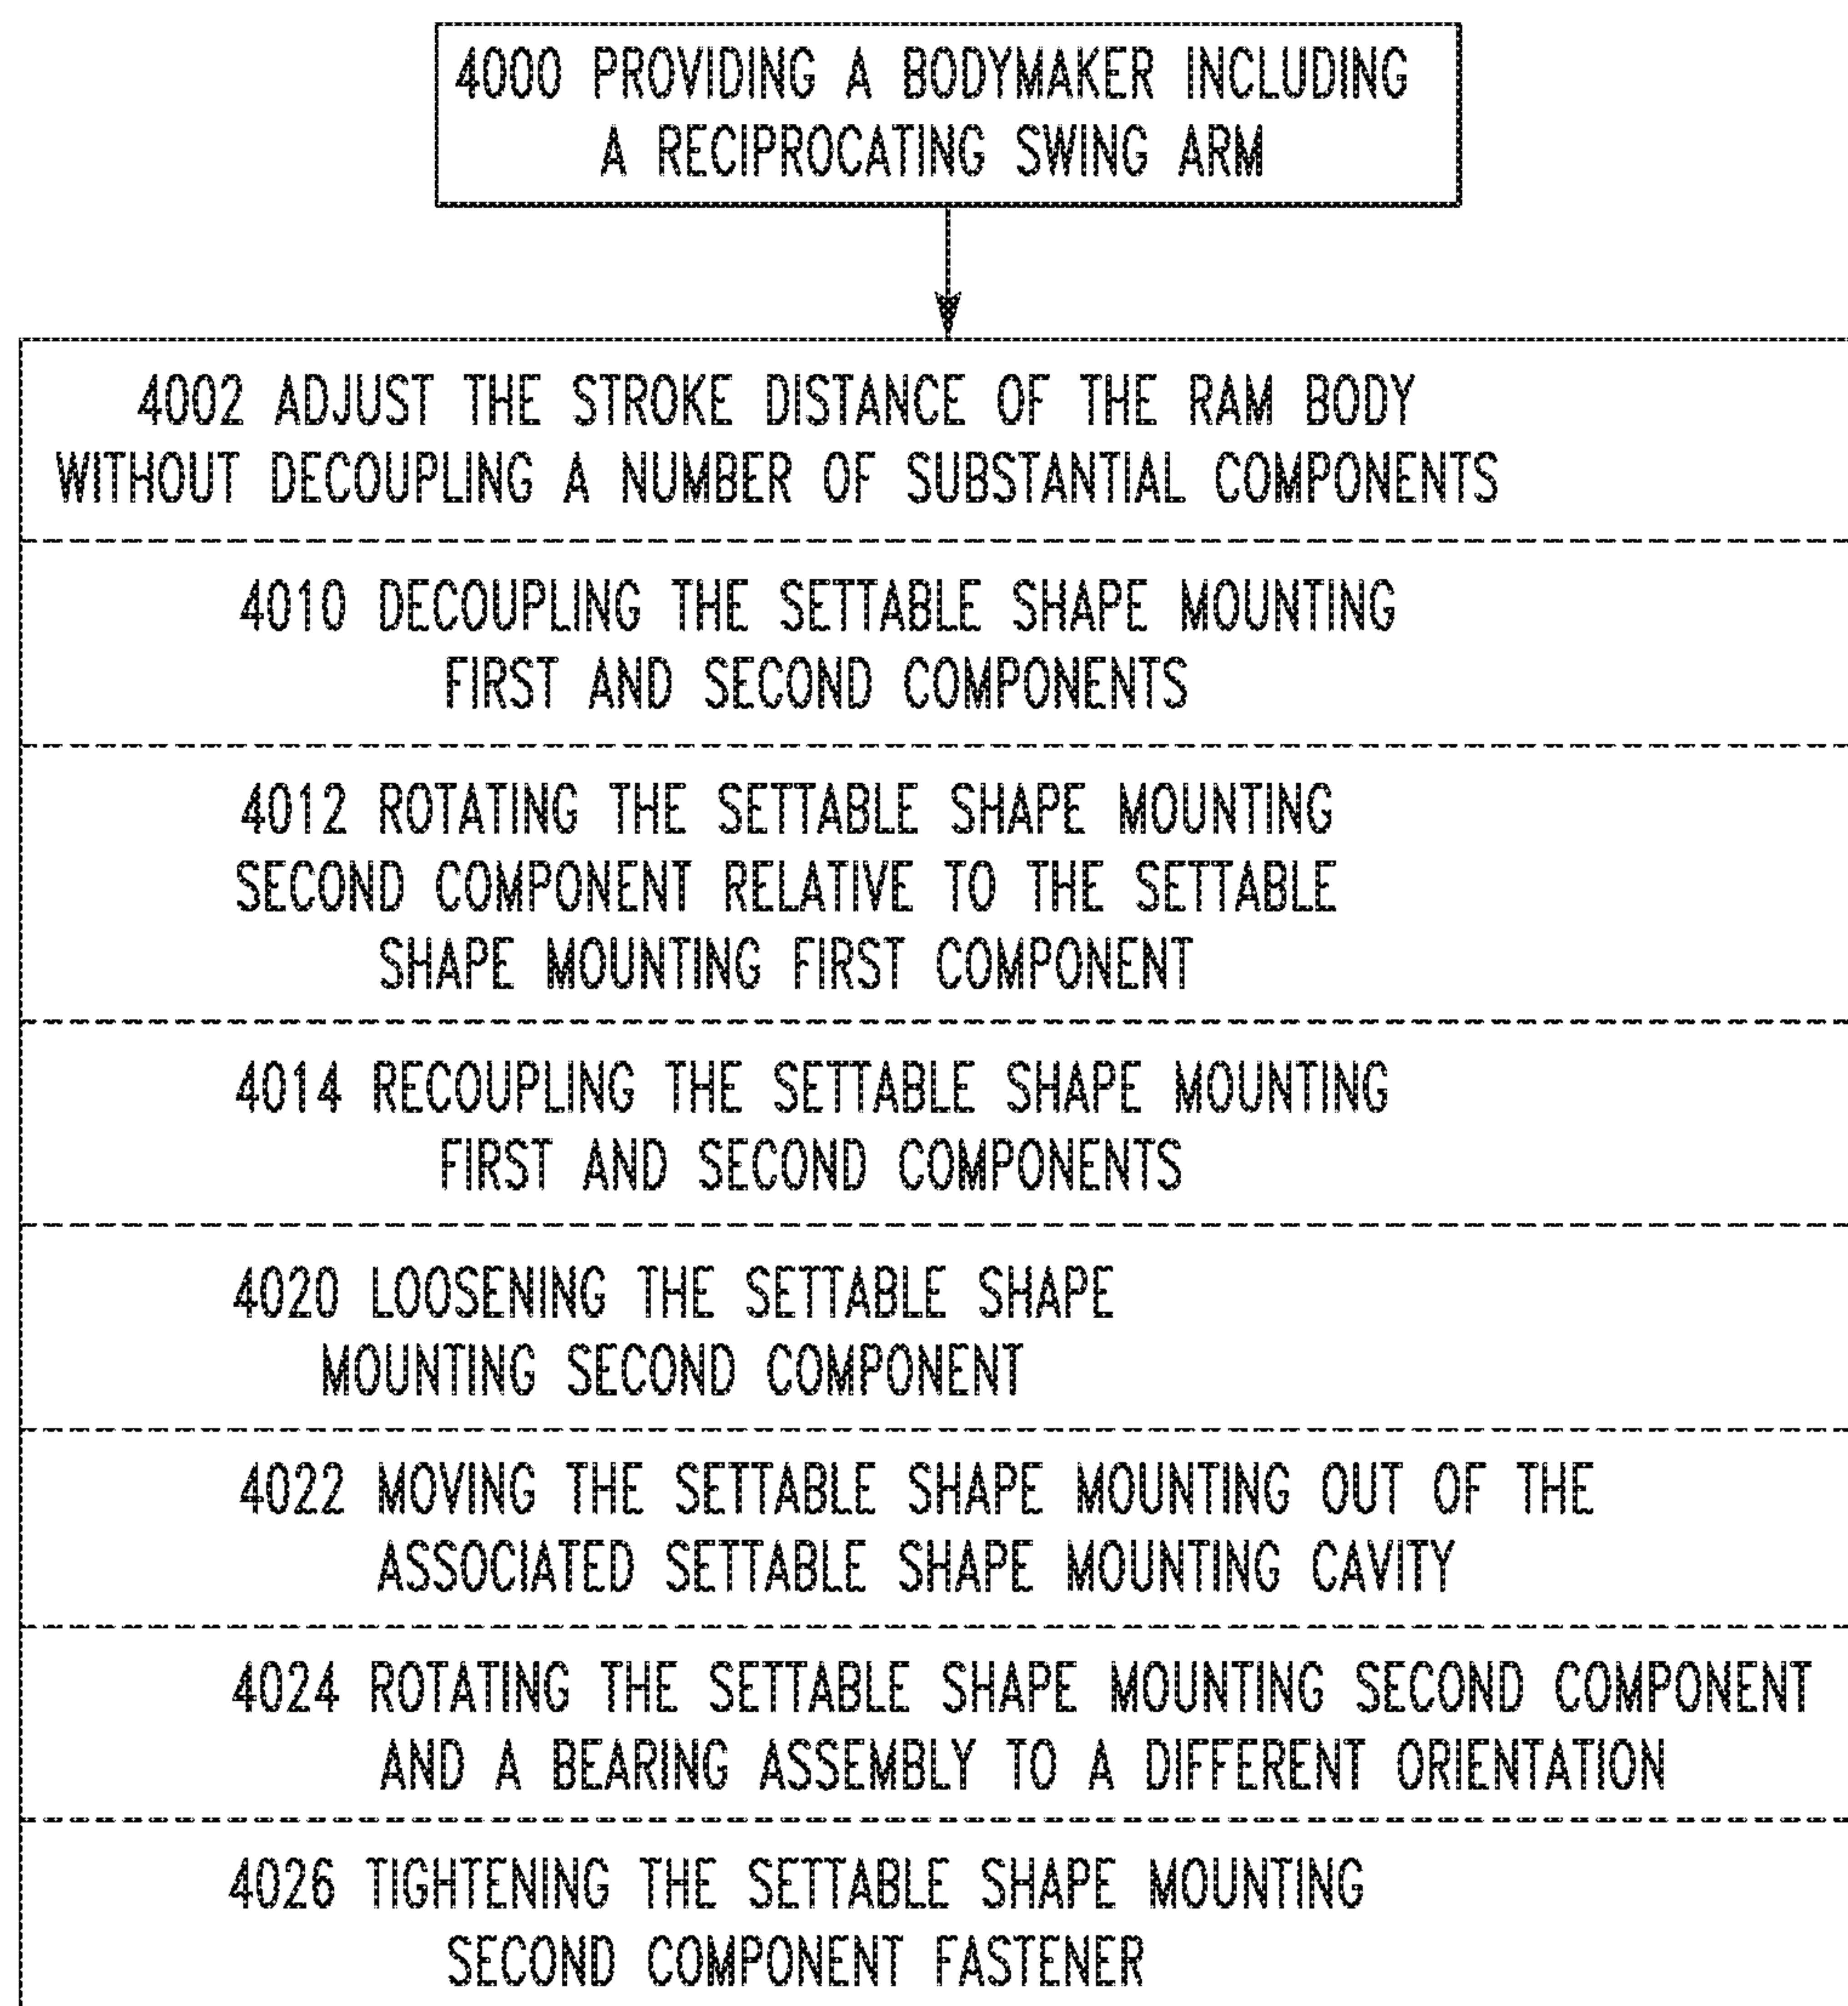 4000 PROVIDING A BODYMAKER INCLUDING
A RECIPROCATING SWING ARM
4002 ADJUST THE STROKE DISTANCE OF THE RAM BODY
WITHOUT DECOUPLING A NUMBER OF SUBSTANTIAL COMPONENTS
4010 DECOUPLING THE SETTABLE SHAPE MOUNTING
FIRST AND SECOND COMPONENTS
4012 ROTATING THE SETTABLE SHAPE MOUNTING
SECOND COMPONENT RELATIVE TO THE SETTABLE
SHAPE MOUNTING FIRST COMPONENT
4014 RECOUPLING THE SETTABLE SHAPE MOUNTING
FIRST AND SECOND COMPONENTS
4020 LOOSENING THE SETTABLE SHAPE
MOUNTING SECOND COMPONENT
4022 MOVING THE SETTABLE SHAPE MOUNTING OUT OF THE
ASSOCIATED SETTABLE SHAPE MOUNTING CAVITY
4024 ROTATING THE SETTABLE SHAPE MOUNTING SECOND COMPONENT
AND A BEARING ASSEMBLY TO A DIFFERENT ORIENTATION
4026 TIGHTENING THE SETTABLE SHAPE MOUNTING
SECOND COMPONENT FASTENER